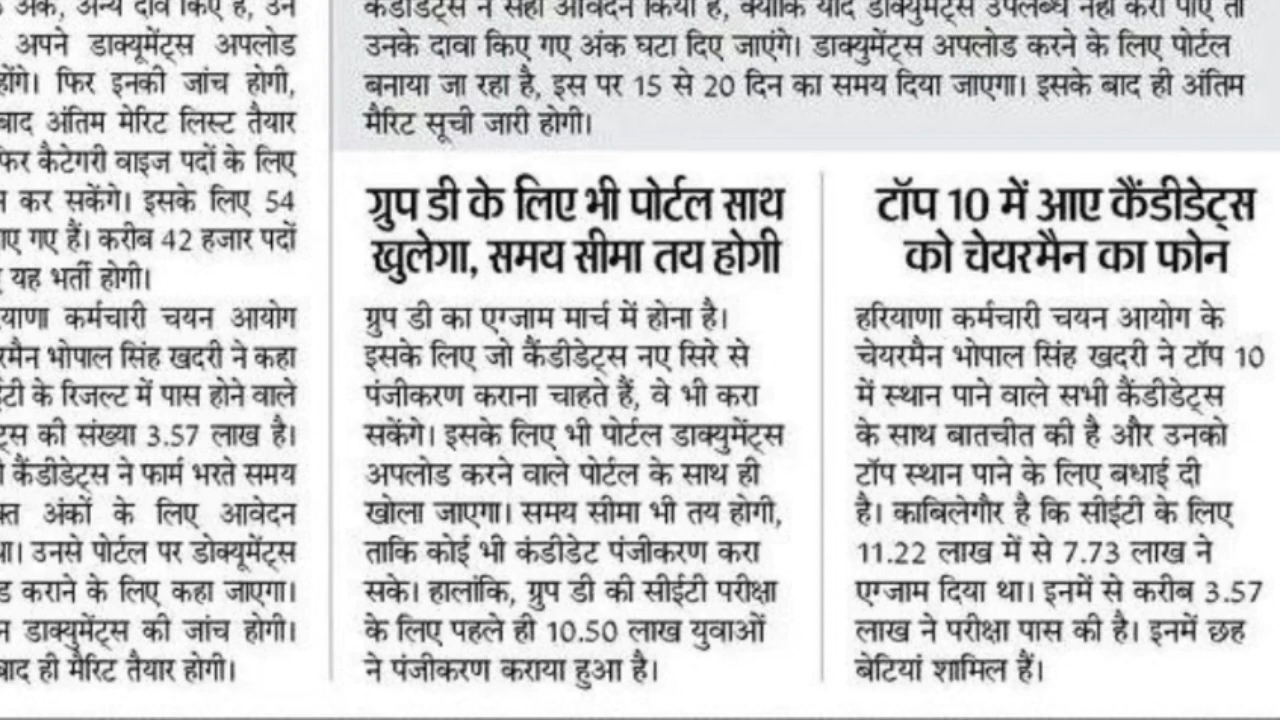 अंक, अन्य दावे किए हैं, उन
अपने डाक्यूमेंट्स अपलोड
होंगे। फिर इनकी जांच होगी,
बाद अंतिम मेरिट लिस्ट तैयार
फिर कैटेगरी वाइज पदों के लिए
कर सकेंगे। इसके लिए 54
गए हैं। करीब 42 हजार पदों
यह भर्ती होगी।
कर्मचारी चयन आयोग
भोपाल सिंह खदरी ने कहा
के रिजल्ट में पास होने वाले
की संख्या 3.57 लाख है।
कैंडीडेट्स ने फार्म भरते समय
अंकों के लिए आवेदन
उनसे पोर्टल पर डोक्यूमेंट्स
कराने के लिए कहा जाएगा।
डाक्युमेंट्स की जांच होगी।
बाद ही मेरिट तैयार होगी।
कैंडीडेट्स ने सही आवेदन किया है, क्योंकि यदि डाक्युमेंट्स उपलब्ध नहीं करा पाए तो
उनके दावा किए गए अंक घटा दिए जाएंगे। डाक्युमेंट्स अपलोड करने के लिए पोर्टल
बनाया जा रहा है, इस पर 15 से 20 दिन का समय दिया जाएगा। इसके बाद ही अंतिम
मैरिट सूची जारी होगी।
ग्रुप डी के लिए भी पोर्टल साथ
खुलेगा, समय सीमा तय होगी
ग्रुप डी का एग्जाम मार्च में होना है।
इसके लिए जो कैंडीडेट्स नए सिरे से
पंजीकरण कराना चाहते हैं, वे भी करा
सकेंगे। इसके लिए भी पोर्टल डाक्युमेंट्स
अपलोड करने वाले पोर्टल के साथ ही
खोला जाएगा। समय सीमा भी तय होगी,
ताकि कोई भी कंडीडेट पंजीकरण करा
सके। हालांकि, ग्रुप डी की सीईटी परीक्षा
के लिए पहले ही 10.50 लाख युवाओं
ने पंजीकरण कराया हुआ है।
टॉप 10 में आए कैंडीडेट्स
को चेयरमैन का फोन
हरियाणा कर्मचारी चयन आयोग के
चेयरमैन भोपाल सिंह खदरी ने टॉप 10
में स्थान पाने वाले सभी कैंडीडेट्स
के साथ बातचीत की है और उनको
टॉप स्थान पाने के लिए बधाई दी
है। काबिलेगौर है कि सीईटी के लिए
11.22 लाख में से 7.73 लाख ने
एग्जाम दिया था। इनमें से करीब 3.57
लाख ने परीक्षा पास की है। इनमें छह
बेटियां शामिल हैं।